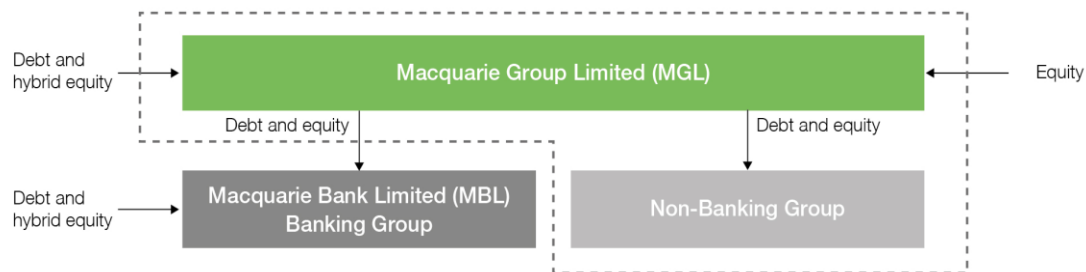 Debt and
hybrid equity
Macquarie Group Limited (MGL)
Equity
Debt and equity
Debt and equity
Debt and
hybrid equity
Macquarie Bank Limited (MBL)
Banking Group
Non-Banking Group